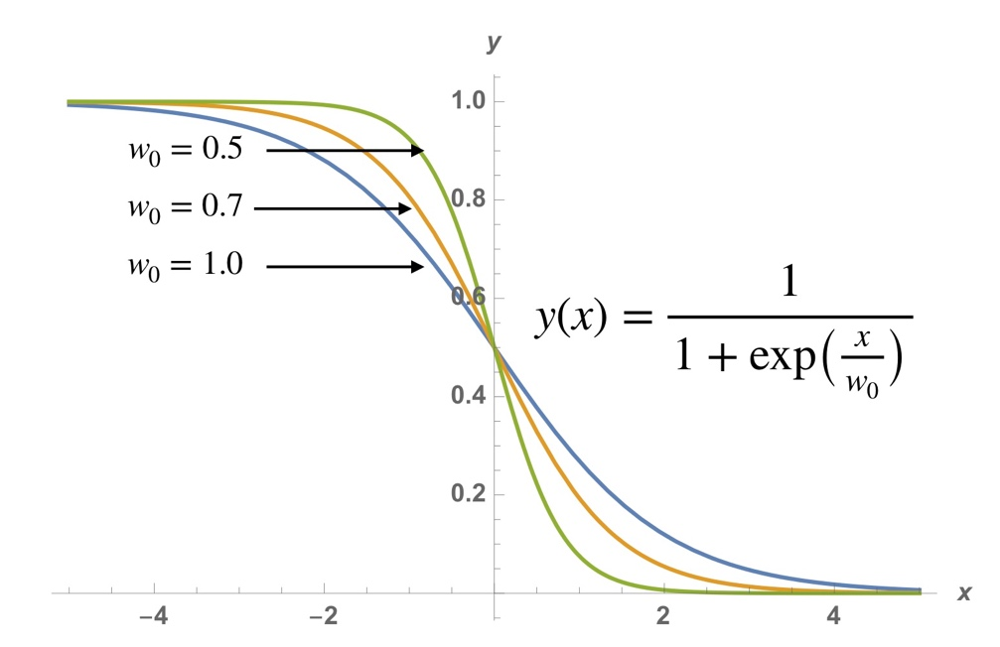 y
1.0
w₀ = 0.5
0.8
w₀ = 0.7
w₀ = 1.0
0.6
y(x) = 1 / (1 + exp(x/w₀))
0.4
0.2
x
−4 −2 2 4